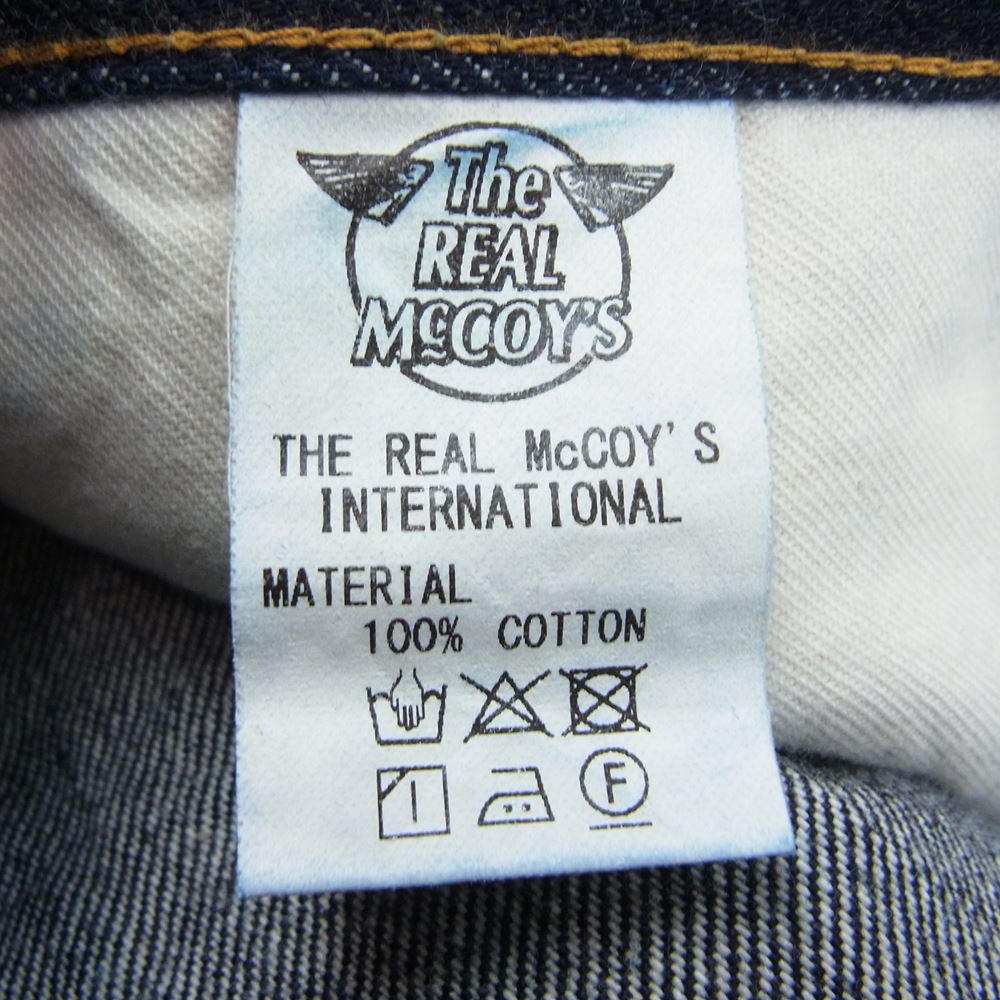 The
REAL
McCOY'S
THE REAL McCOY'S
INTERNATIONAL
MATERIAL
100% COTTON
F